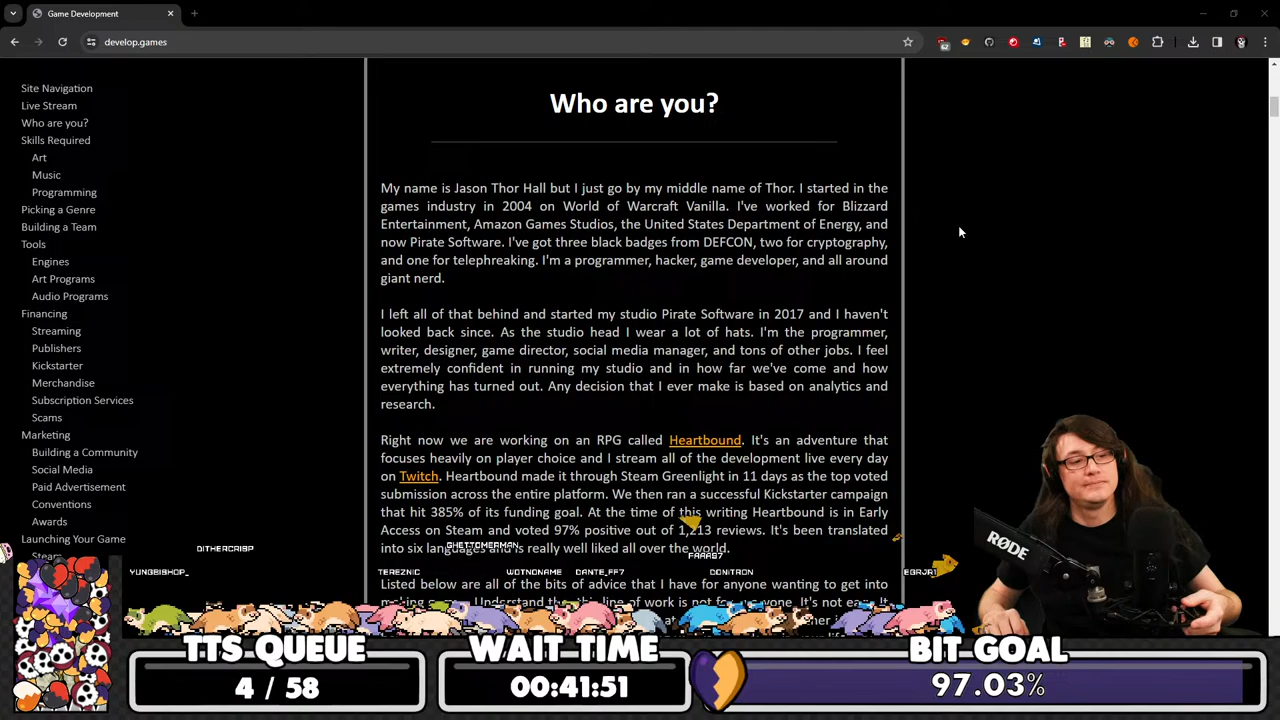 Game Development
develop.games
62
Site Navigation
Live Stream
Who are you?
Skills Required
Art
Music
Programming
Picking a Genre
Building a Team
Tools
Engines
Art Programs
Audio Programs
Financing
Streaming
Publishers
Kickstarter
Merchandise
Subscription Services
Scams
Marketing
Building a Community
Social Media
Paid Advertisement
Conventions
Awards
Launching Your Game
Steam
Who are you?
My name is Jason Thor Hall but I just go by my middle name of Thor. I started in the
games industry in 2004 on World of Warcraft Vanilla. I've worked for Blizzard
Entertainment, Amazon Games Studios, the United States Department of Energy, and
now Pirate Software. I've got three black badges from DEFCON, two for cryptography,
and one for telephreaking. I'm a programmer, hacker, game developer, and all around
giant nerd.
I left all of that behind and started my studio Pirate Software in 2017 and I haven't
looked back since. As the studio head I wear a lot of hats. I'm the programmer,
writer, designer, game director, social media manager, and tons of other jobs. I feel
extremely confident in running my studio and in how far we've come and how
everything has turned out. Any decision that I ever make is based on analytics and
research.
Right now we are working on an RPG called Heartbound. It's an adventure that
focuses heavily on player choice and I stream all of the development live every day
on Twitch. Heartbound made it through Steam Greenlight in 11 days as the top voted
submission across the entire platform. We then ran a successful Kickstarter campaign
that hit 385% of its funding goal. At the time of this writing Heartbound is in Early
Access on Steam and voted 97% positive out of 1,213 reviews. It's been translated
into six languages and is really well liked all over the world.
Listed below are all of the bits of advice that I have for anyone wanting to get into
DITHERCRISP
GHETTOMERMAN
YUNGBISHOP_
TEREZNIC
WOTNONAME
DANTE_FF7
DONITRON
RØDE
TTS QUEUE
4 / 58
WAIT TIME
00:41:51
BIT GOAL
97.03%